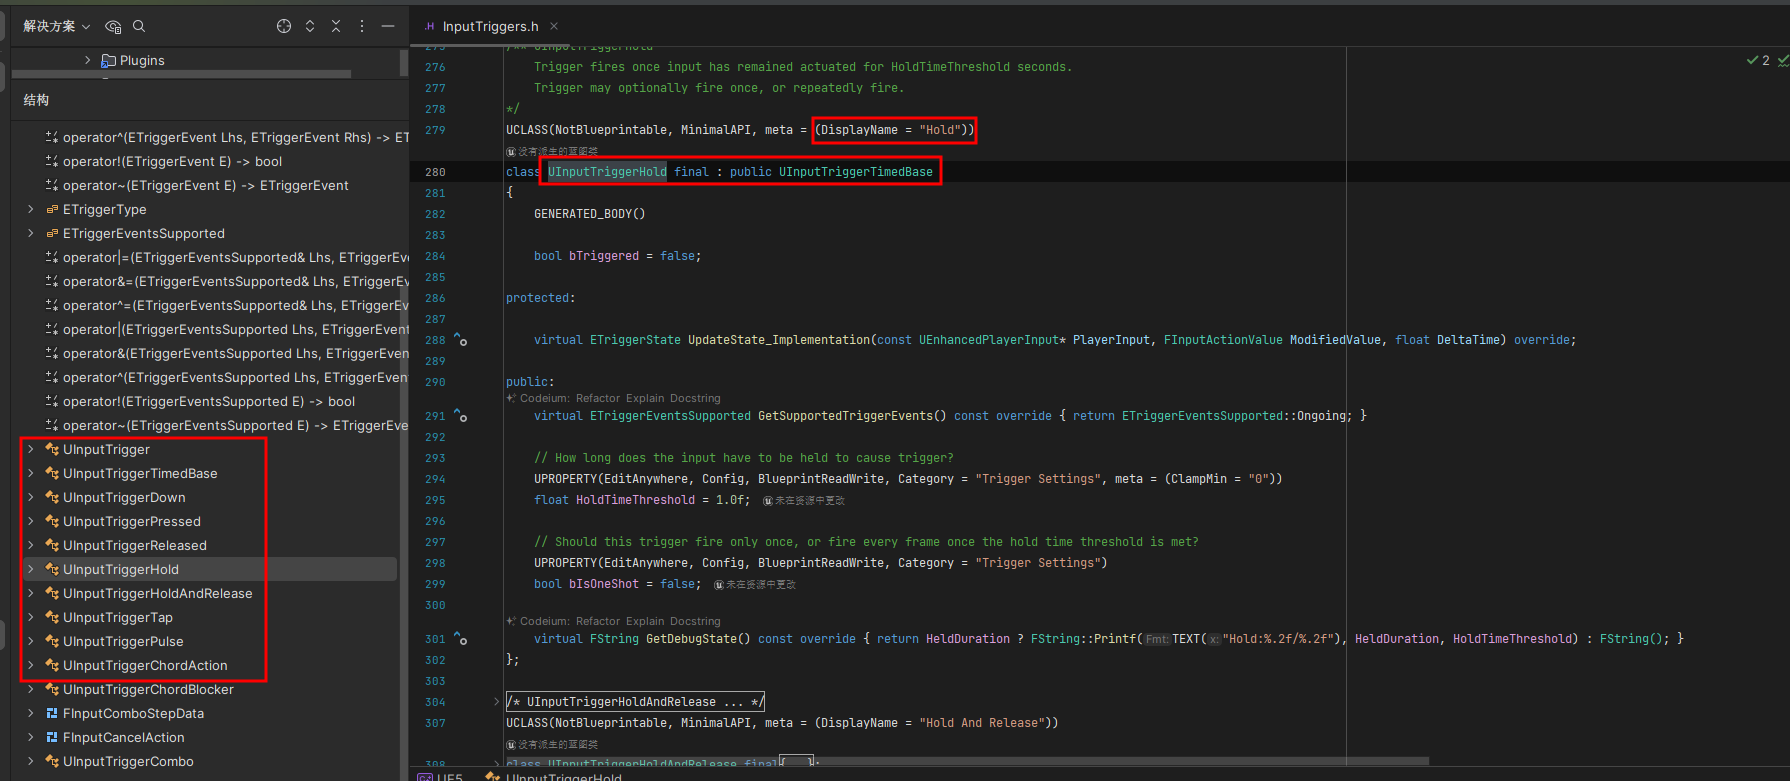 解决方案
Plugins
结构
operator^(ETriggerEvent Lhs, ETriggerEvent Rhs) -> ET
operator!(ETriggerEvent E) -> bool
operator~(ETriggerEvent E) -> ETriggerEvent
ETriggerType
ETriggerEventsSupported
operator|=(ETriggerEventsSupported& Lhs, ETriggerEv
operator&=(ETriggerEventsSupported& Lhs, ETriggerEv
operator^=(ETriggerEventsSupported& Lhs, ETriggerEv
operator|(ETriggerEventsSupported Lhs, ETriggerEvent
operator&(ETriggerEventsSupported Lhs, ETriggerEven
operator^(ETriggerEventsSupported Lhs, ETriggerEven
operator!(ETriggerEventsSupported E) -> bool
operator~(ETriggerEventsSupported E) -> ETriggerEve
UInputTrigger
UInputTriggerTimedBase
UInputTriggerDown
UInputTriggerPressed
UInputTriggerReleased
UInputTriggerHold
UInputTriggerHoldAndRelease
UInputTriggerTap
UInputTriggerPulse
UInputTriggerChordAction
UInputTriggerChordBlocker
FInputComboStepData
FInputCancelAction
UInputTriggerCombo
.H InputTriggers.h
2
275 /** UInputTriggerHold
276 Trigger fires once input has remained actuated for HoldTimeThreshold seconds.
277 Trigger may optionally fire once, or repeatedly fire.
278 */
279 UCLASS(NotBlueprintable, MinimalAPI, meta = (DisplayName = "Hold"))
没有派生的蓝图类
280 class UInputTriggerHold final : public UInputTriggerTimedBase
281 {
282 GENERATED_BODY()
283
284 bool bTriggered = false;
285
286 protected:
287
288 virtual ETriggerState UpdateState_Implementation(const UEnhancedPlayerInput* PlayerInput, FInputActionValue ModifiedValue, float DeltaTime) override;
289
290 public:
Codeium: Refactor Explain Docstring
291 virtual ETriggerEventsSupported GetSupportedTriggerEvents() const override { return ETriggerEventsSupported::Ongoing; }
292
293 // How long does the input have to be held to cause trigger?
294 UPROPERTY(EditAnywhere, Config, BlueprintReadWrite, Category = "Trigger Settings", meta = (ClampMin = "0"))
295 float HoldTimeThreshold = 1.0f; 未在资源中更改
296
297 // Should this trigger fire only once, or fire every frame once the hold time threshold is met?
298 UPROPERTY(EditAnywhere, Config, BlueprintReadWrite, Category = "Trigger Settings")
299 bool bIsOneShot = false; 未在资源中更改
300
Codeium: Refactor Explain Docstring
301 virtual FString GetDebugState() const override { return HeldDuration ? FString::Printf(Fmt:TEXT(x:"Hold:%.2f/%.2f"), HeldDuration, HoldTimeThreshold) : FString(); }
302 };
303
304 /* UInputTriggerHoldAndRelease ... */
307 UCLASS(NotBlueprintable, MinimalAPI, meta = (DisplayName = "Hold And Release"))
没有派生的蓝图类
308 class UInputTriggerHoldAndRelease final{...};
UE5 UInputTriggerHold